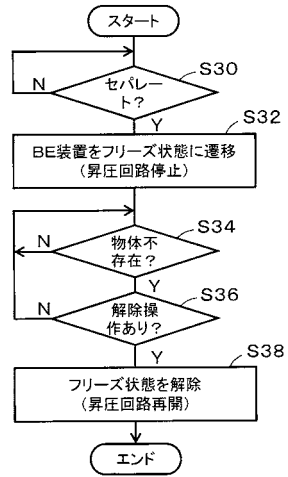 スタート
S30
セパレー
ト?
N
Y
S32
BE装置をフリーズ状態に遷移
(昇圧回路停止)
S34
N
物体不
存在?
Y
S36
N
解除操
作あり?
Y
S38
フリーズ状態を解除
(昇圧回路再開)
エンド